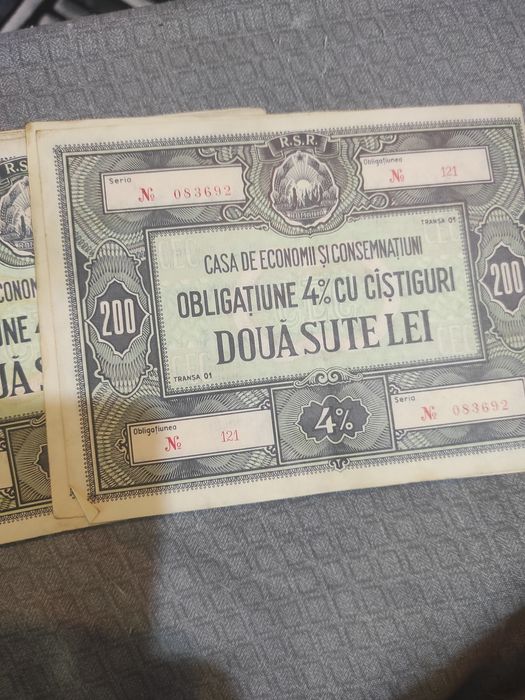 R.S.R.
Seria
№ 083692
Obligațiunea
№ 121
TRANSA 01
CASA DE ECONOMII ȘI CONSEMNAȚIUNI
OBLIGAȚIUNE 4% CU CÎȘTIGURI
DOUĂ SUTE LEI
200
200
TRANSA 01
Obligațiunea
№ 121
4%
Seria
№ 083692